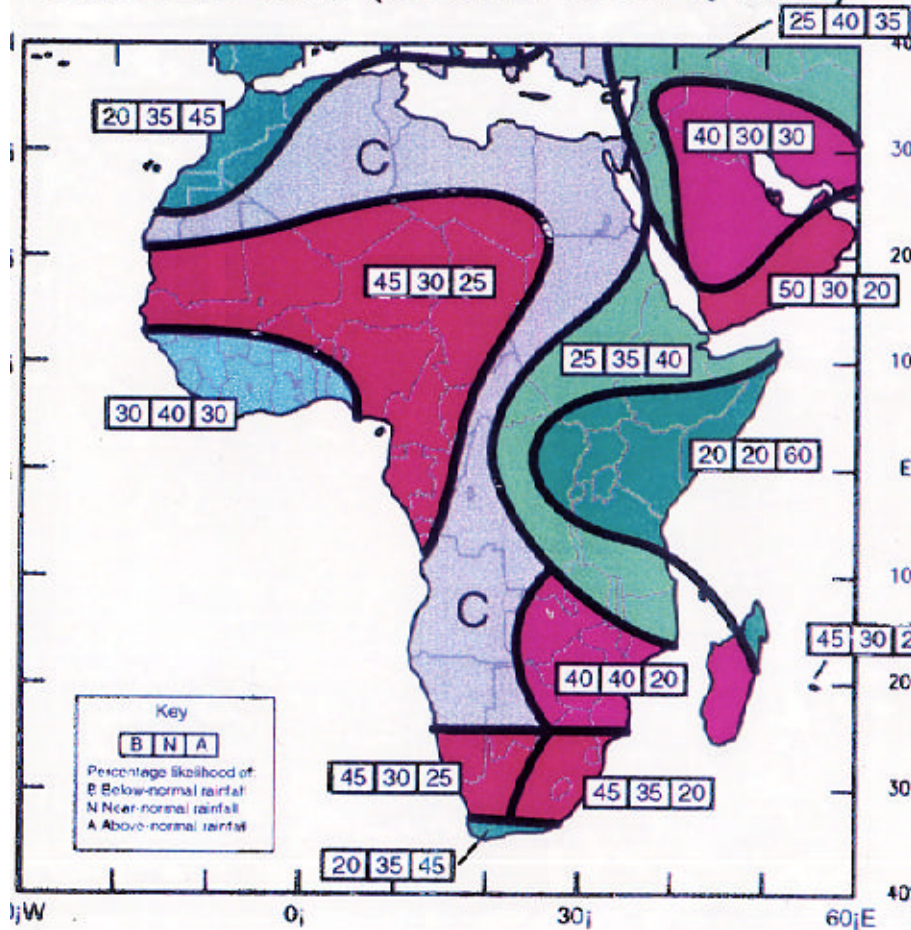 25 40 35
40
20 35 45
40 30 30
C
30
45 30 25
20
50 30 20
25 35 40
10
30 40 30
20 20 60
E
10
C
45 30 2
40 40 20
20
Key
B N A
Percentage likelihood of:
B Below-normal rainfall
N Near-normal rainfall
A Above-normal rainfall
45 30 25
45 35 20
30
20 35 45
40
0¡W 0¡ 30¡ 60¡E